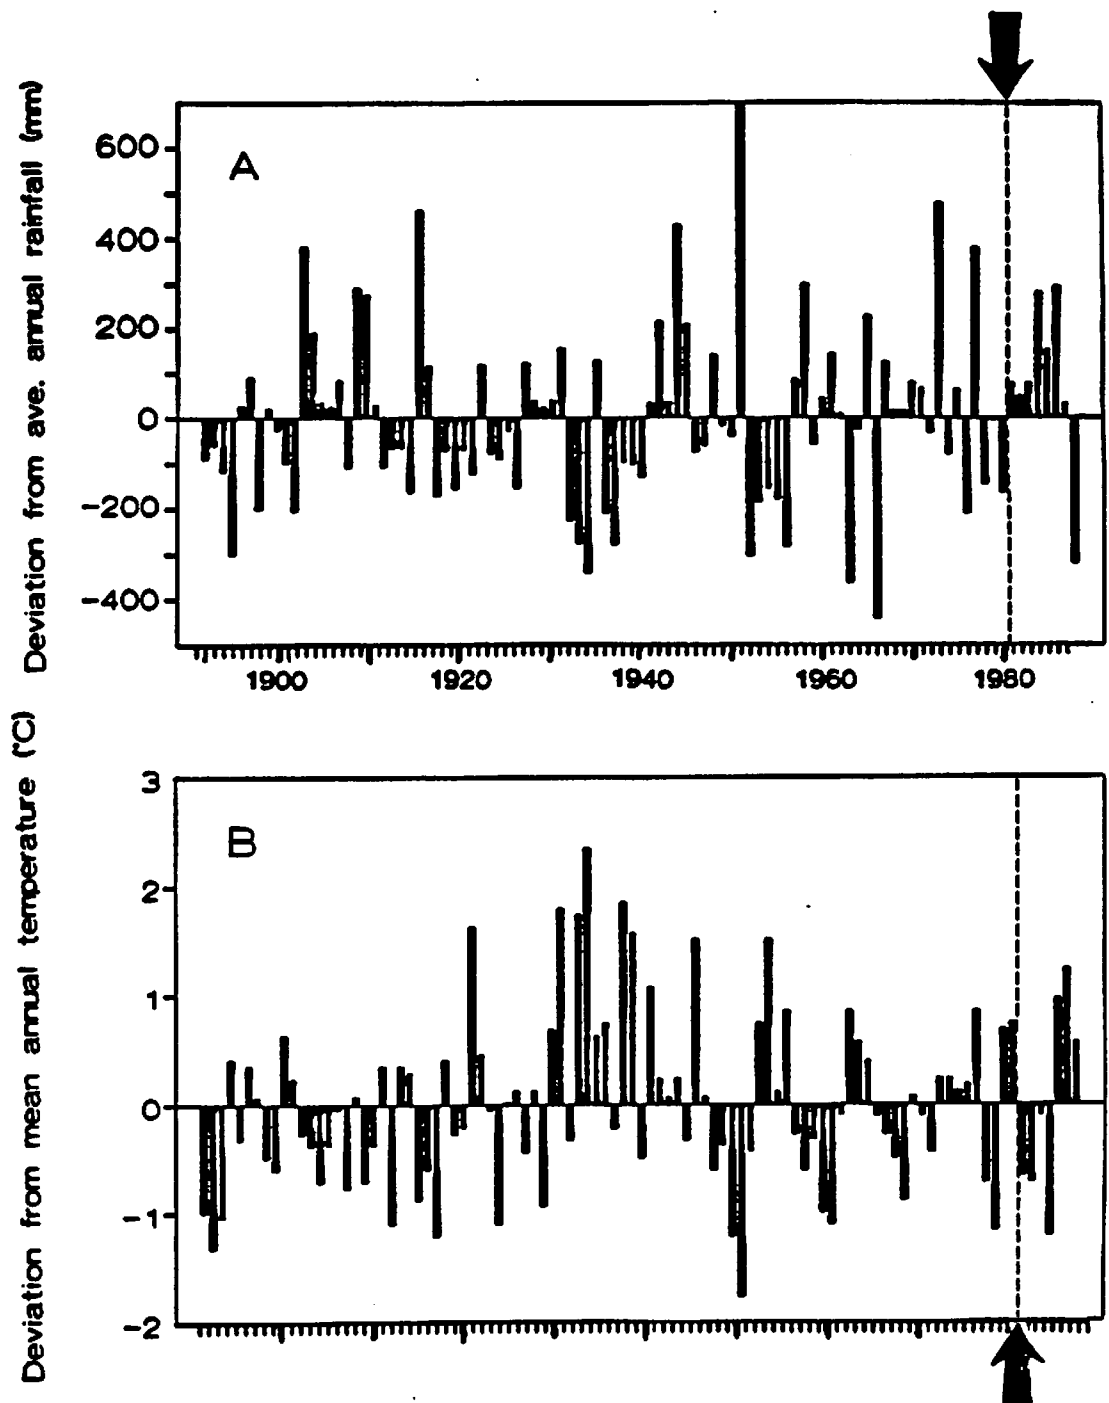 Deviation from ave. annual rainfall (mm)
A
600
400
200
0
-200
-400
1900 1920 1940 1960 1980
Deviation from mean annual temperature (°C)
B
3
2
1
0
-1
-2